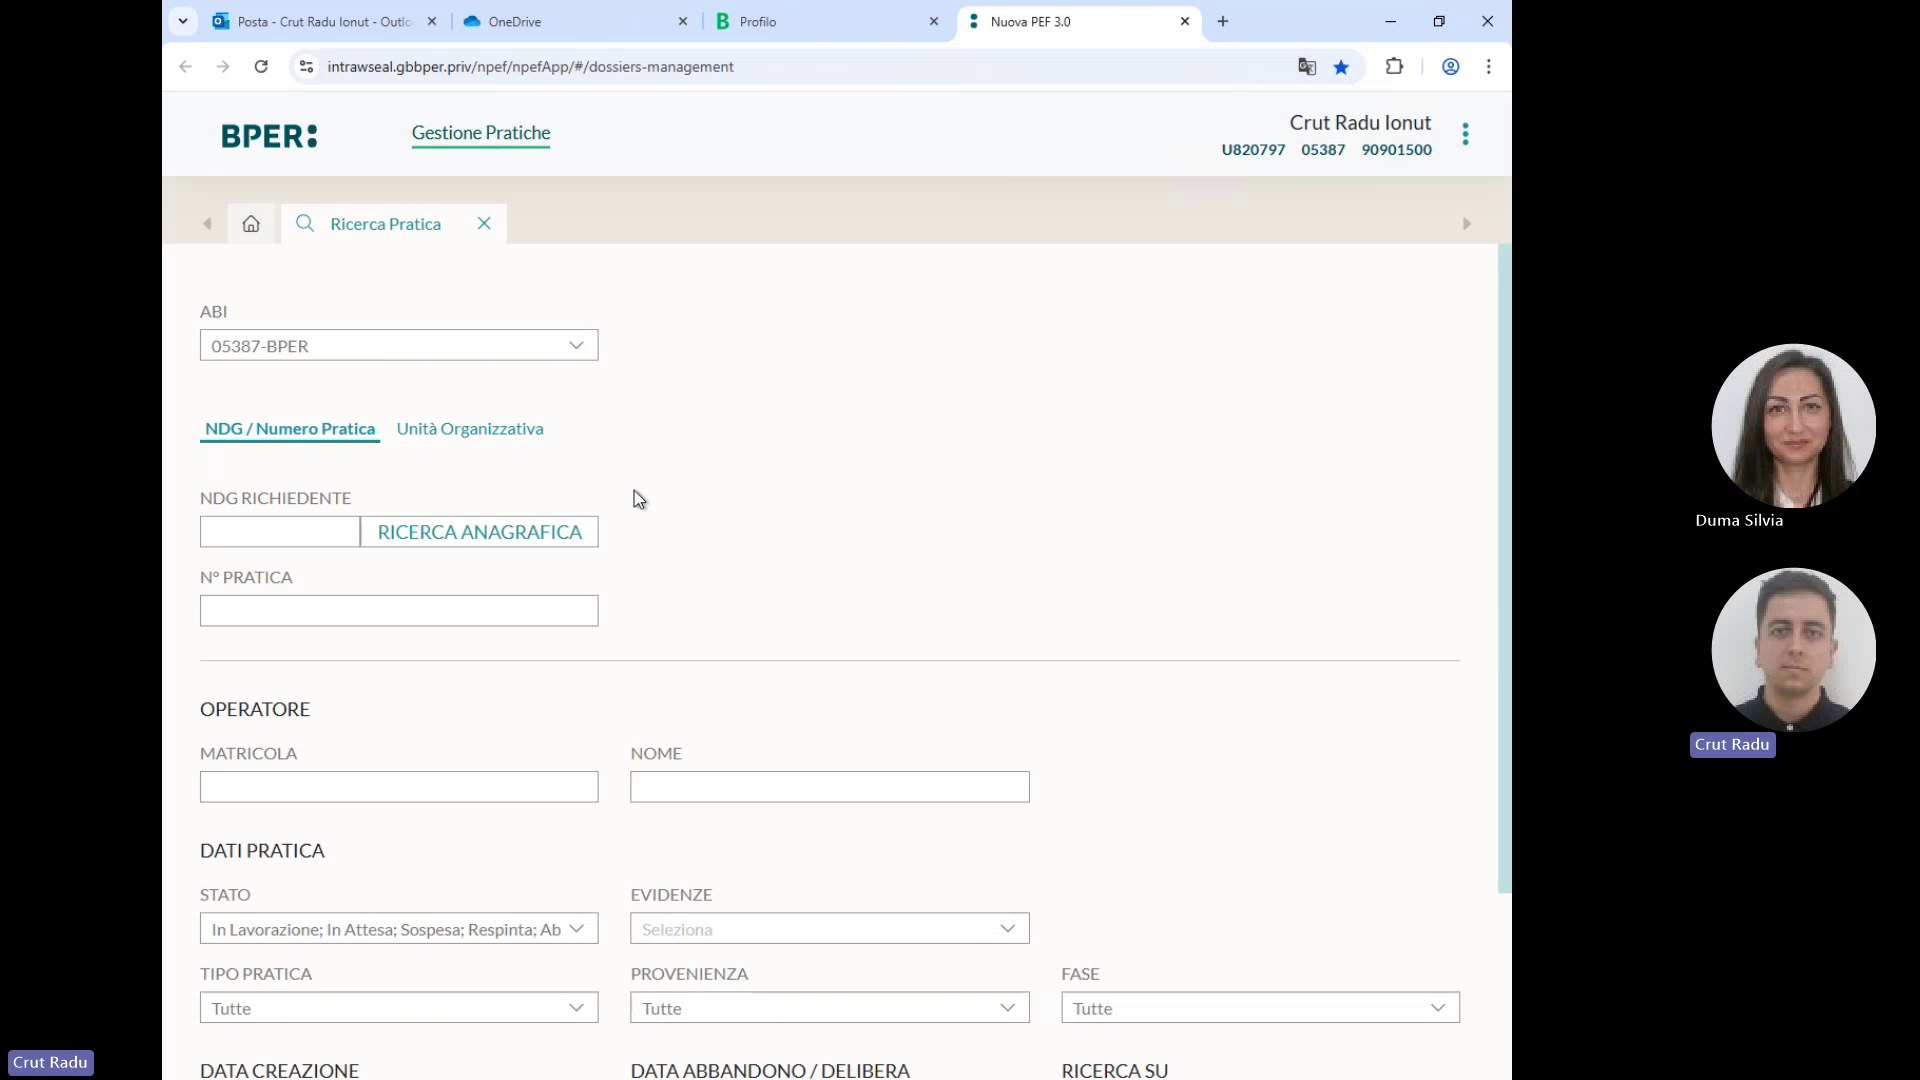 Posta - Crut Radu Ionut - Outlo
OneDrive
Profilo
Nuova PEF 3.0
intrawseal.gbbper.priv/npef/npefApp/#/dossiers-management
BPER:
Gestione Pratiche
Crut Radu Ionut
U820797 05387 90901500
Ricerca Pratica
ABI
05387-BPER
NDG / Numero Pratica
Unità Organizzativa
NDG RICHIEDENTE
RICERCA ANAGRAFICA
N° PRATICA
OPERATORE
MATRICOLA
NOME
DATI PRATICA
STATO
EVIDENZE
In Lavorazione; In Attesa; Sospesa; Respinta; Ab
Seleziona
TIPO PRATICA
PROVENIENZA
FASE
Tutte
Tutte
Tutte
DATA CREAZIONE
DATA ABBANDONO / DELIBERA
RICERCA SU
Duma Silvia
Crut Radu
Crut Radu